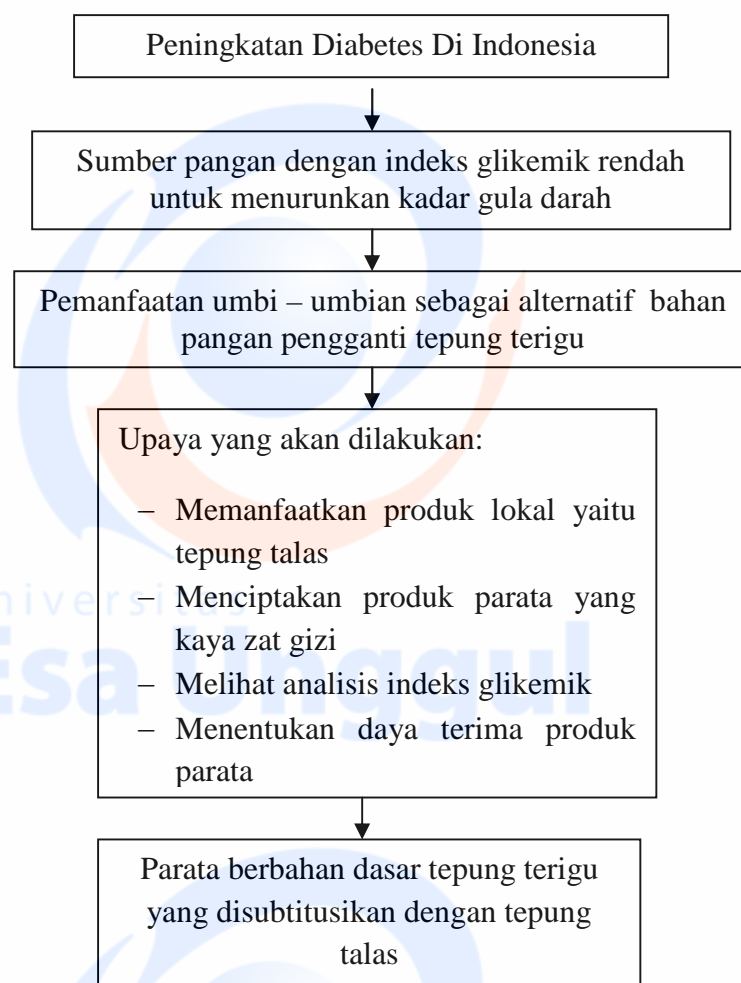 Peningkatan Diabetes Di Indonesia
Sumber pangan dengan indeks glikemik rendah
untuk menurunkan kadar gula darah
Pemanfaatan umbi – umbian sebagai alternatif bahan
pangan pengganti tepung terigu
Upaya yang akan dilakukan:
– Memanfaatkan produk lokal yaitu
tepung talas
– Menciptakan produk parata yang
kaya zat gizi
– Melihat analisis indeks glikemik
– Menentukan daya terima produk
parata
niversitas
Esa Unggul
Parata berbahan dasar tepung terigu
yang disubtitusikan dengan tepung
talas